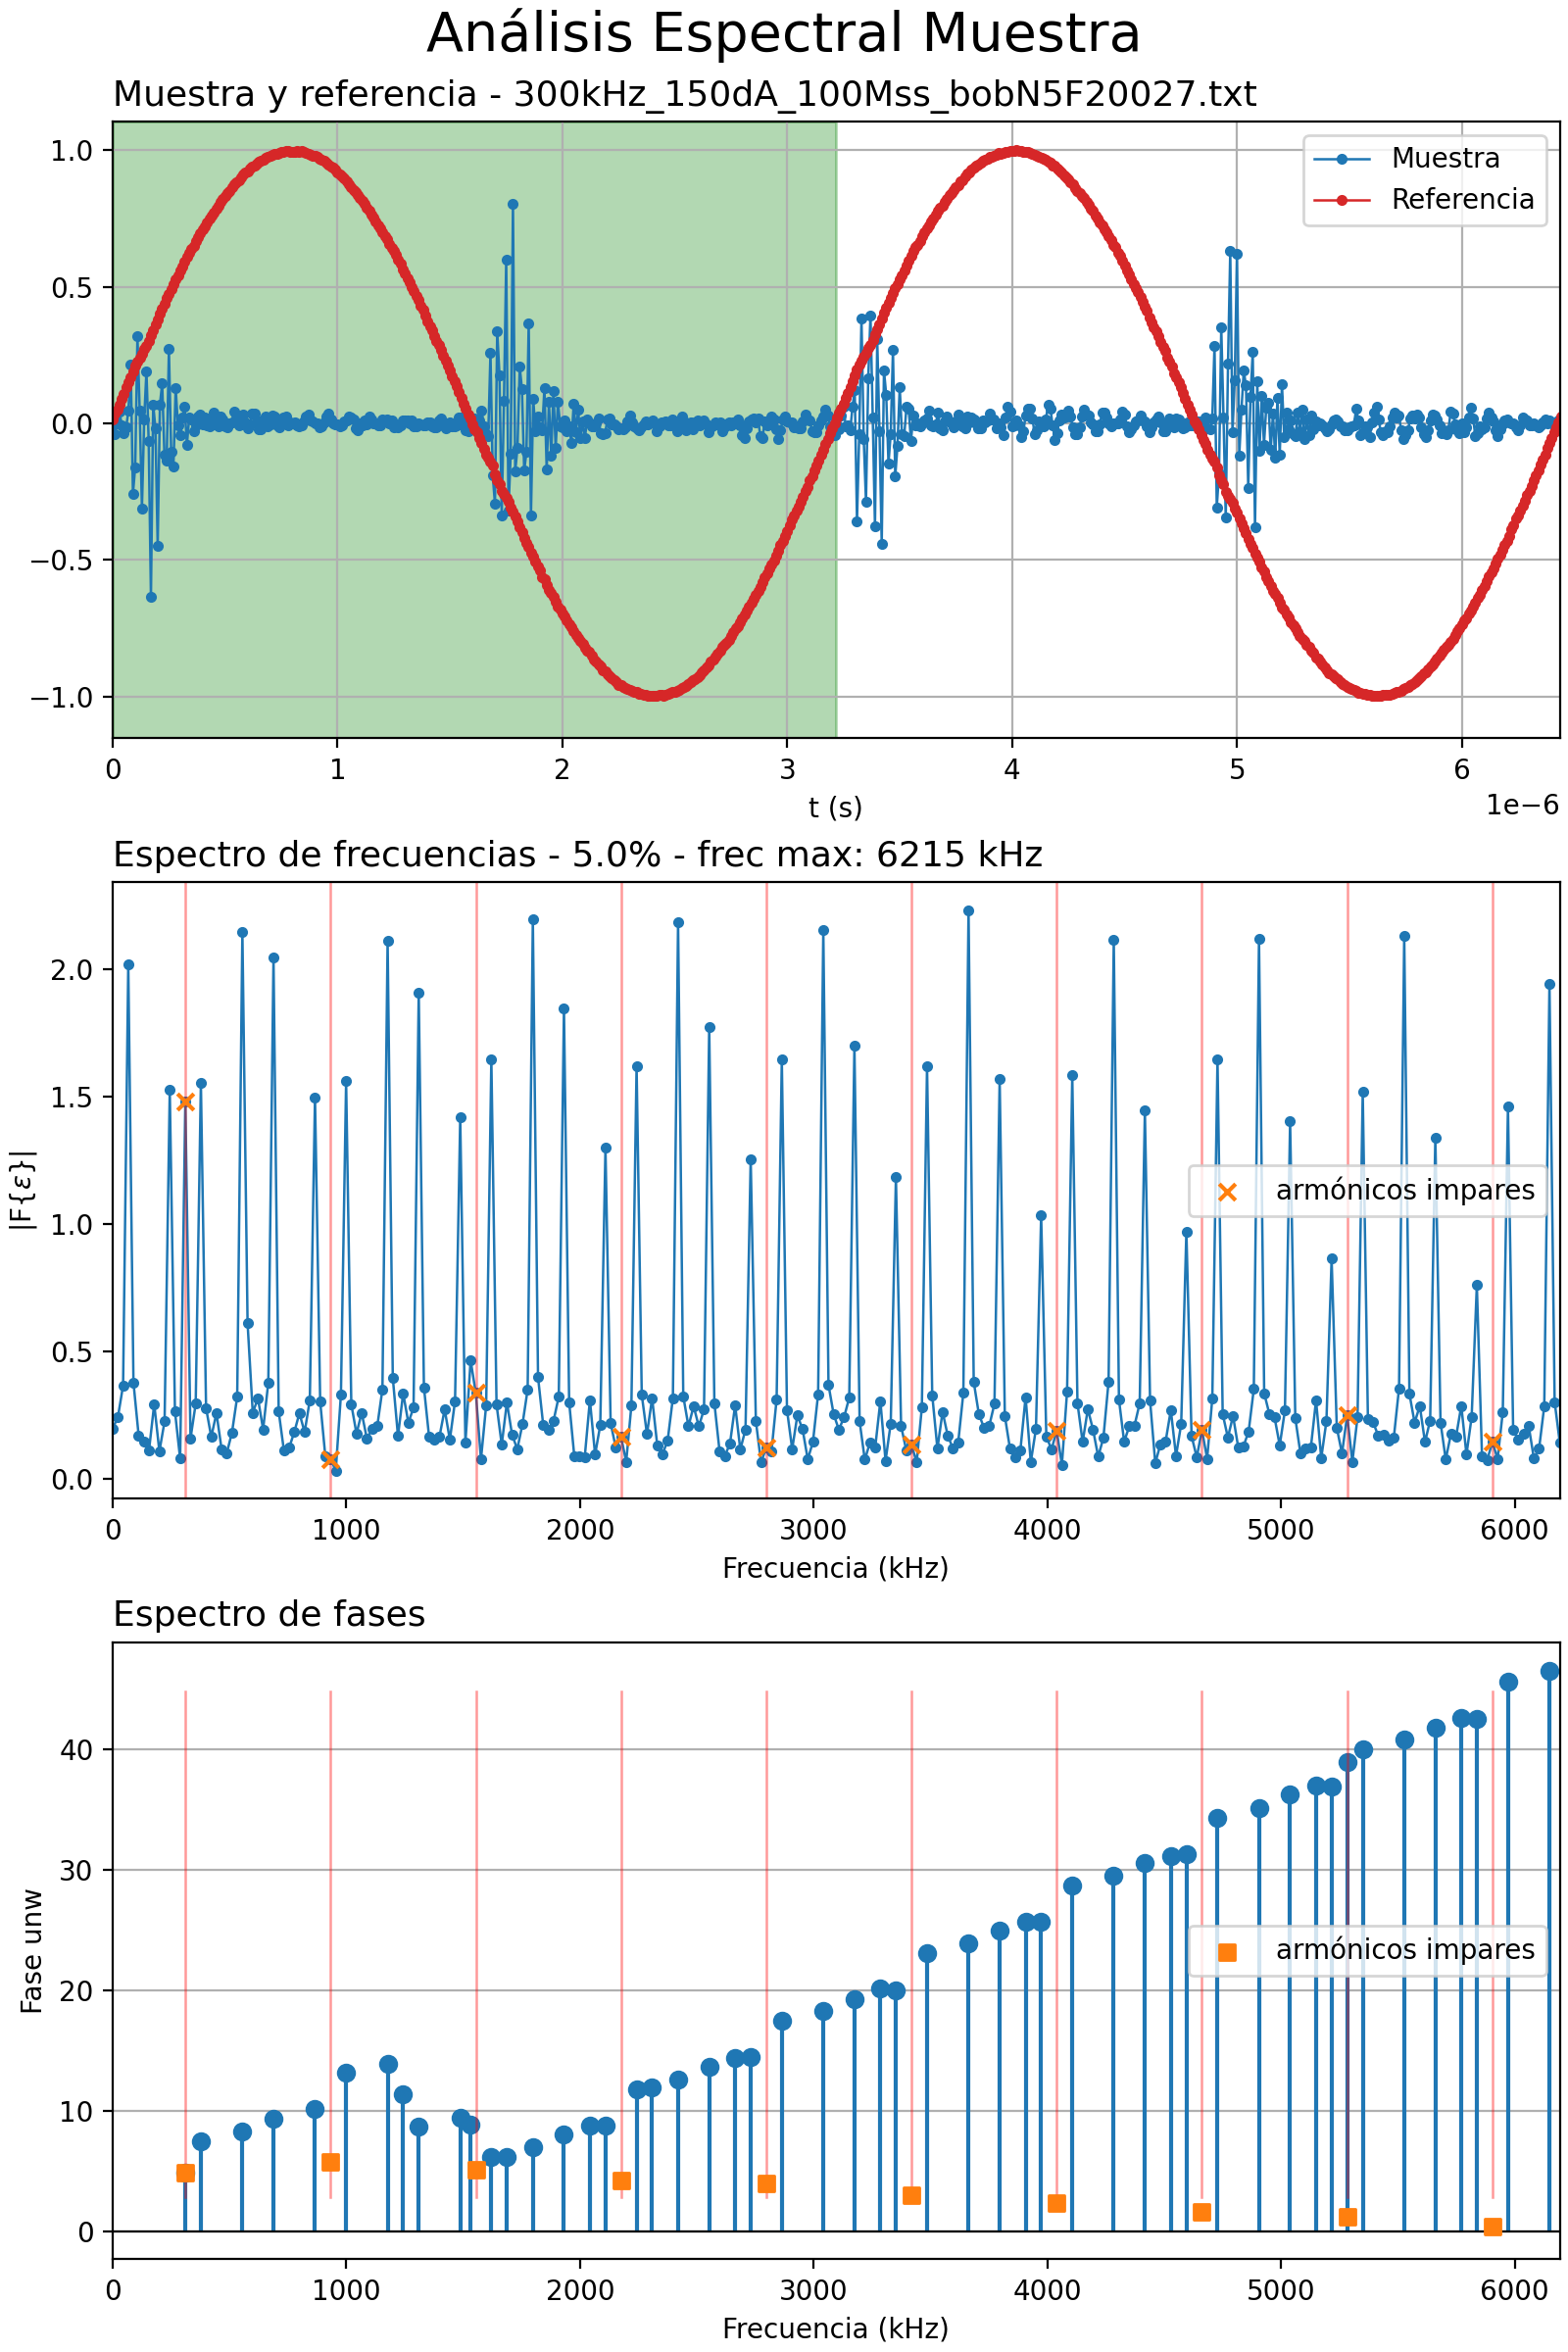 Análisis Espectral Muestra
Muestra y referencia - 300kHz_150dA_100Mss_bobN5F20027.txt
1.0
0.5
0.0
−0.5
−1.0
Muestra
Referencia
0 1 2 3 4 5 6
t (s)
1e−6
Espectro de frecuencias - 5.0% - frec max: 6215 kHz
|F{ε}|
2.0
1.5
1.0
0.5
0.0
armónicos impares
0 1000 2000 3000 4000 5000 6000
Frecuencia (kHz)
Espectro de fases
Fase unw
40
30
20
10
0
armónicos impares
0 1000 2000 3000 4000 5000 6000
Frecuencia (kHz)